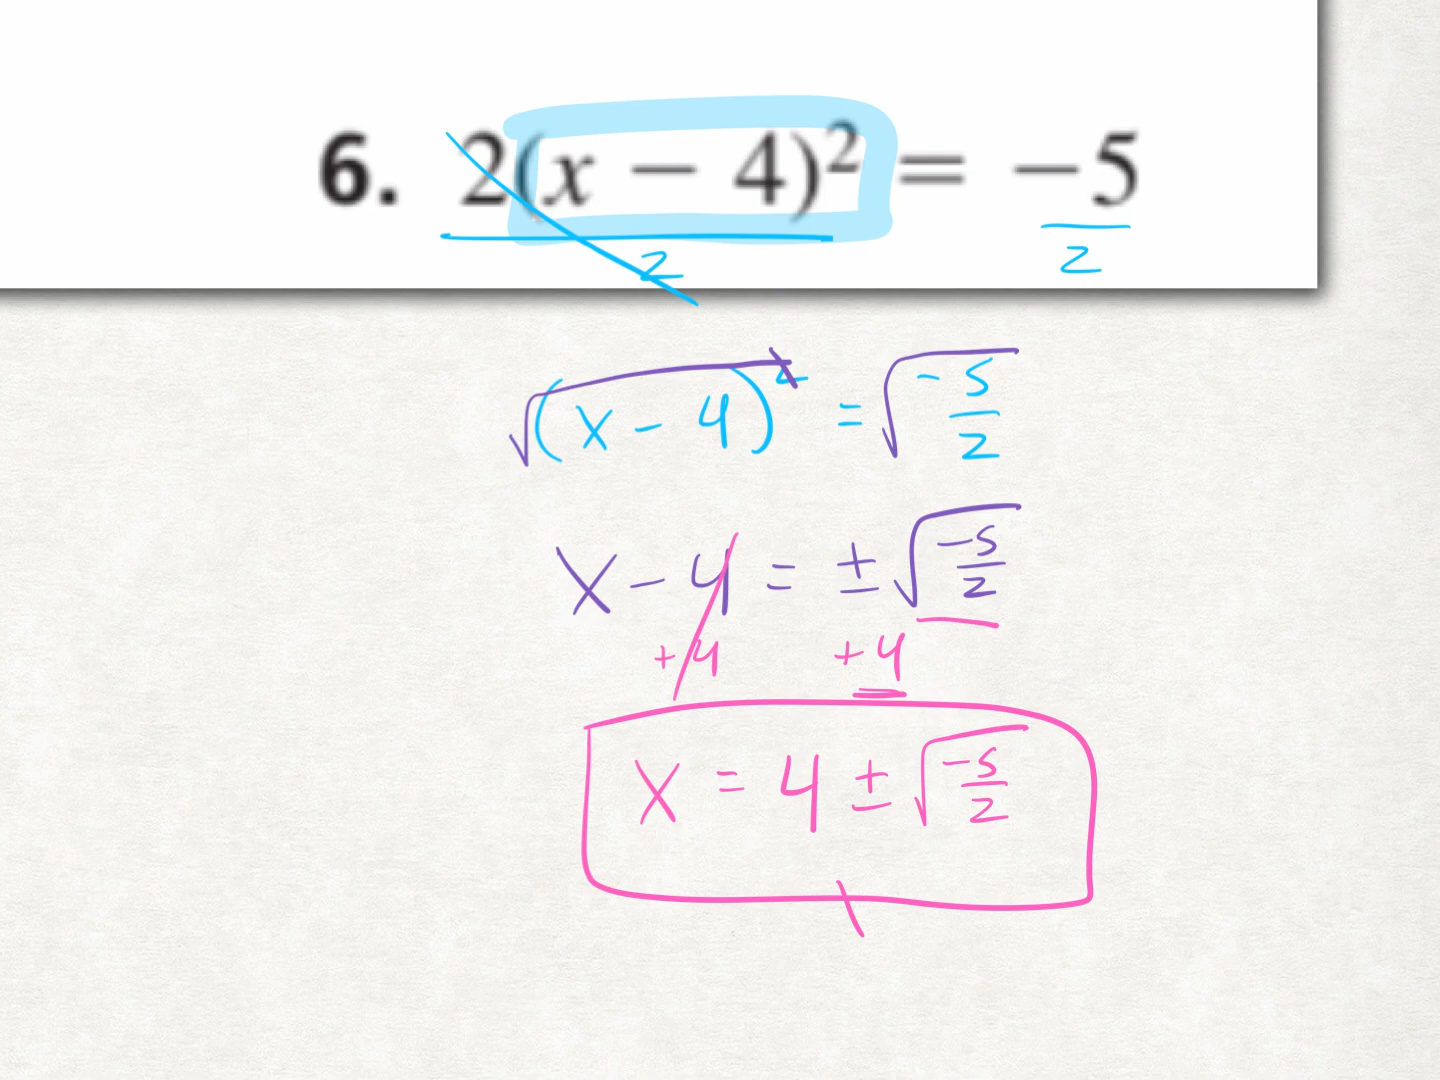 6. 2(x − 4)² = −5
2 2
√(x - 4)² = √-5/2
x - 4 = ±√-5/2
+4 +4
x = 4 ±√-5/2